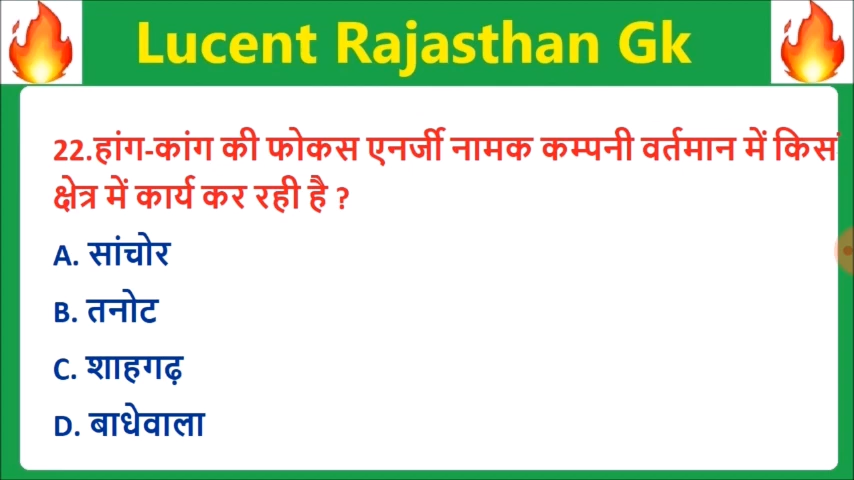 Lucent Rajasthan Gk
22.हांग-कांग की फोकस एनर्जी नामक कम्पनी वर्तमान में किस
क्षेत्र में कार्य कर रही है ?
A. सांचोर
B. तनोट
C. शाहगढ़
D. बाधेवाला